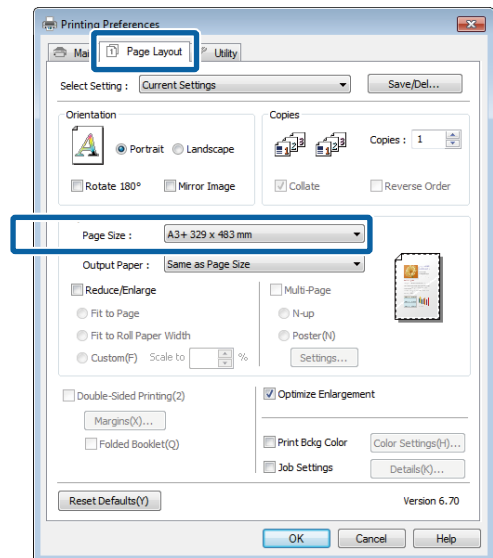 Printing Preferences
Mai Page Layout Utility
Select Setting : Current Settings Save/Del...
Orientation Copies
Portrait Landscape Copies : 1
Rotate 180° Mirror Image Collate Reverse Order
Page Size : A3+ 329 x 483 mm
Output Paper : Same as Page Size
Reduce/Enlarge Multi-Page
Fit to Page N-up
Fit to Roll Paper Width Poster(N)
Custom(F) Scale to % Settings...
Double-Sided Printing(2) Optimize Enlargement
Margins(X)...
Folded Booklet(Q) Print Bckg Color Color Settings(H)...
Job Settings Details(K)...
Reset Defaults(Y) Version 6.70
OK Cancel Help